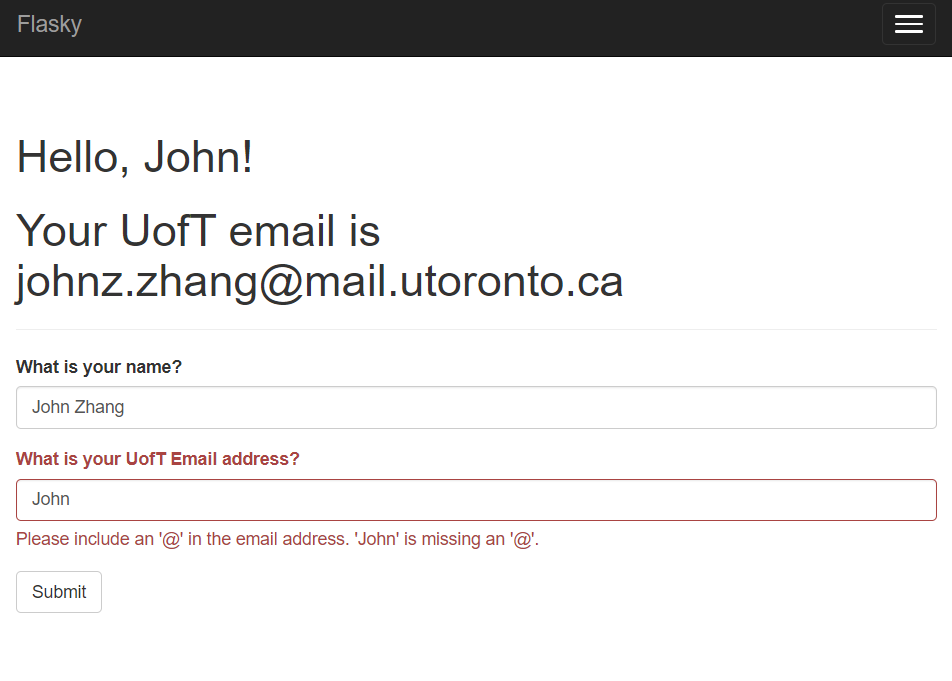 Flasky
Hello, John!
Your UofT email is
johnz.zhang@mail.utoronto.ca
What is your name?
John Zhang
What is your UofT Email address?
John
Please include an '@' in the email address. 'John' is missing an '@'.
Submit